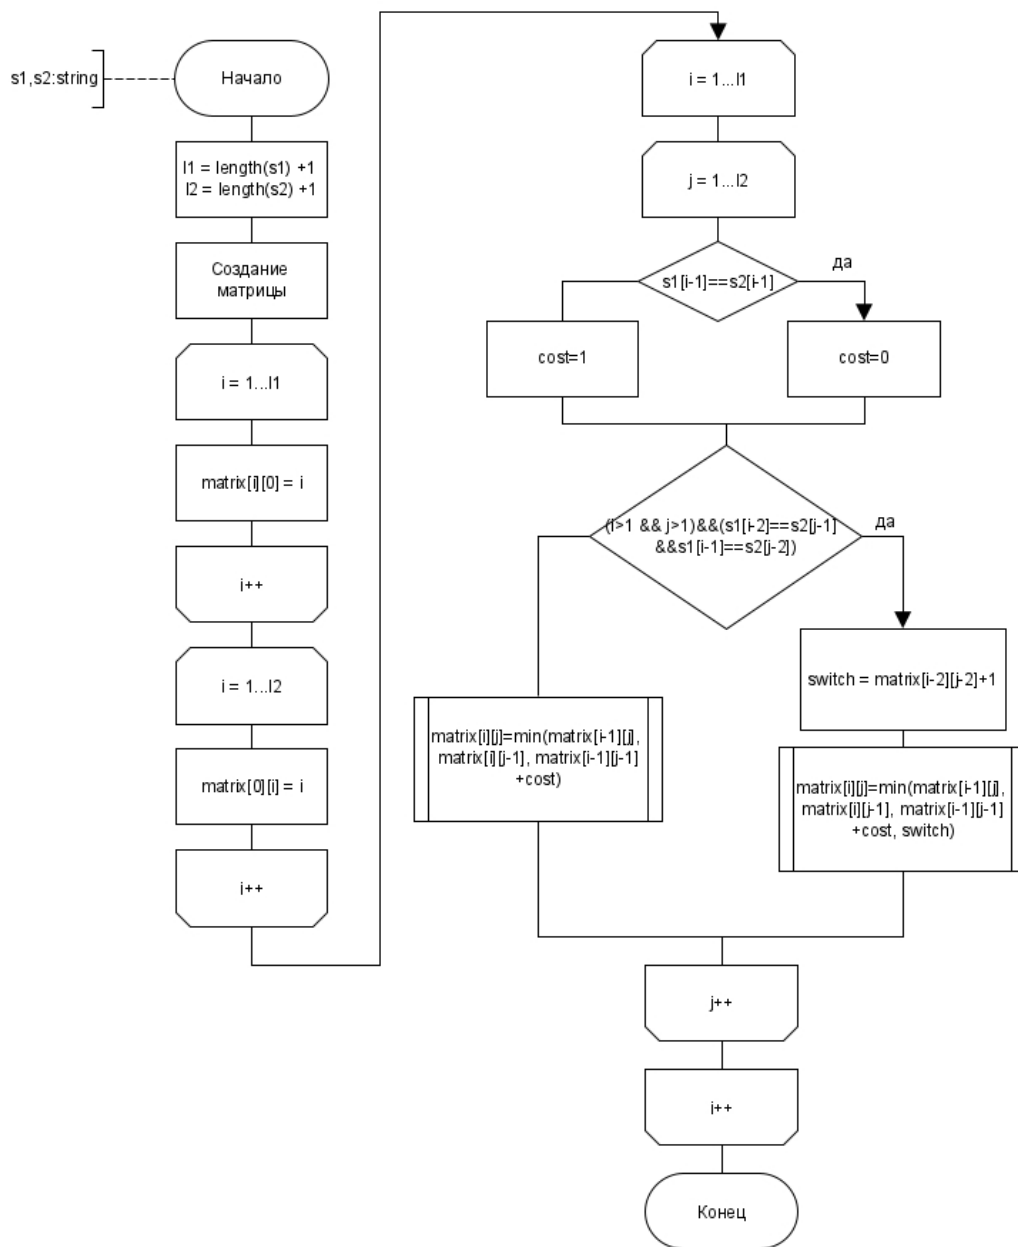 s1,s2:string
Начало
l1 = length(s1) +1
l2 = length(s2) +1
Создание
матрицы
i = 1...l1
matrix[i][0] = i
i++
i = 1...l2
matrix[0][i] = i
i++
i = 1...l1
j = 1...l2
s1[i-1]==s2[i-1]
да
cost=1
cost=0
(i>1 && j>1)&&(s1[i-2]==s2[j-1]
&&s1[i-1]==s2[j-2])
да
switch = matrix[i-2][j-2]+1
matrix[i][j]=min(matrix[i-1][j],
matrix[i][j-1], matrix[i-1][j-1]
+cost)
matrix[i][j]=min(matrix[i-1][j],
matrix[i][j-1], matrix[i-1][j-1]
+cost, switch)
j++
i++
Конец